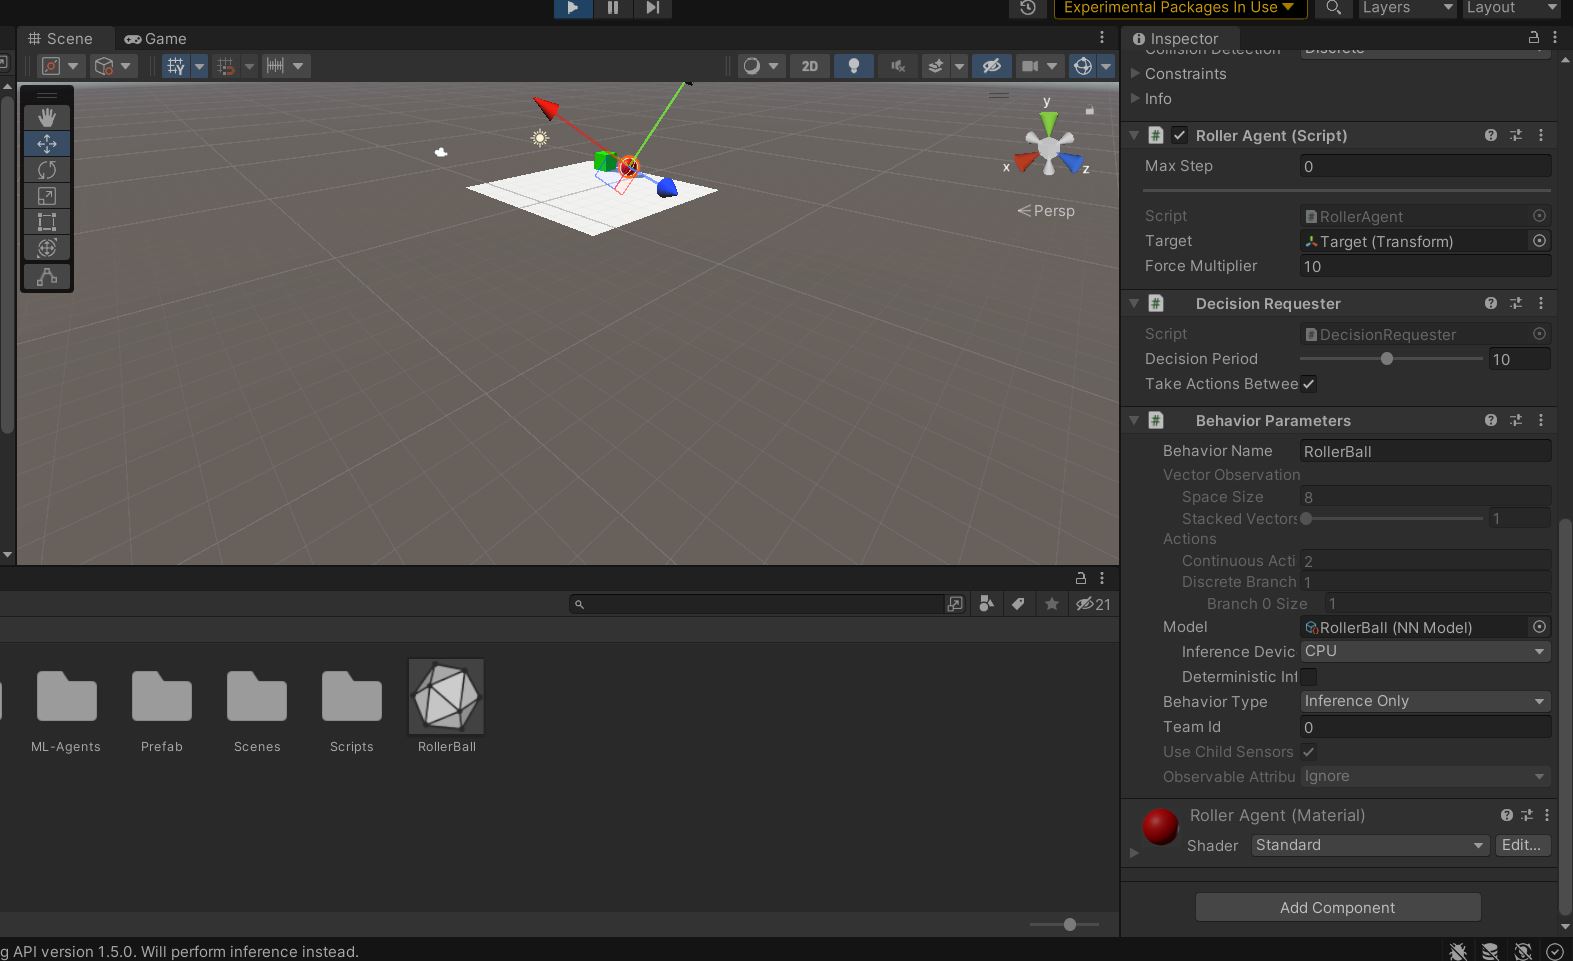 Experimental Packages In Use
Layers
Layout
Scene
Game
2D
y
x
z
Persp
21
ML-Agents
Prefab
Scenes
Scripts
RollerBall
g API version 1.5.0. Will perform inference instead.
Inspector
Collision Detection
Discrete
Constraints
Info
Roller Agent (Script)
Max Step
0
Script
RollerAgent
Target
Target (Transform)
Force Multiplier
10
Decision Requester
Script
DecisionRequester
Decision Period
10
Take Actions Betwee
Behavior Parameters
Behavior Name
RollerBall
Vector Observation
Space Size
8
Stacked Vectors
1
Actions
Continuous Acti
2
Discrete Branch
1
Branch 0 Size
1
Model
RollerBall (NN Model)
Inference Devic
CPU
Deterministic Inf
Behavior Type
Inference Only
Team Id
0
Use Child Sensors
Observable Attribu
Ignore
Roller Agent (Material)
Shader
Standard
Edit...
Add Component